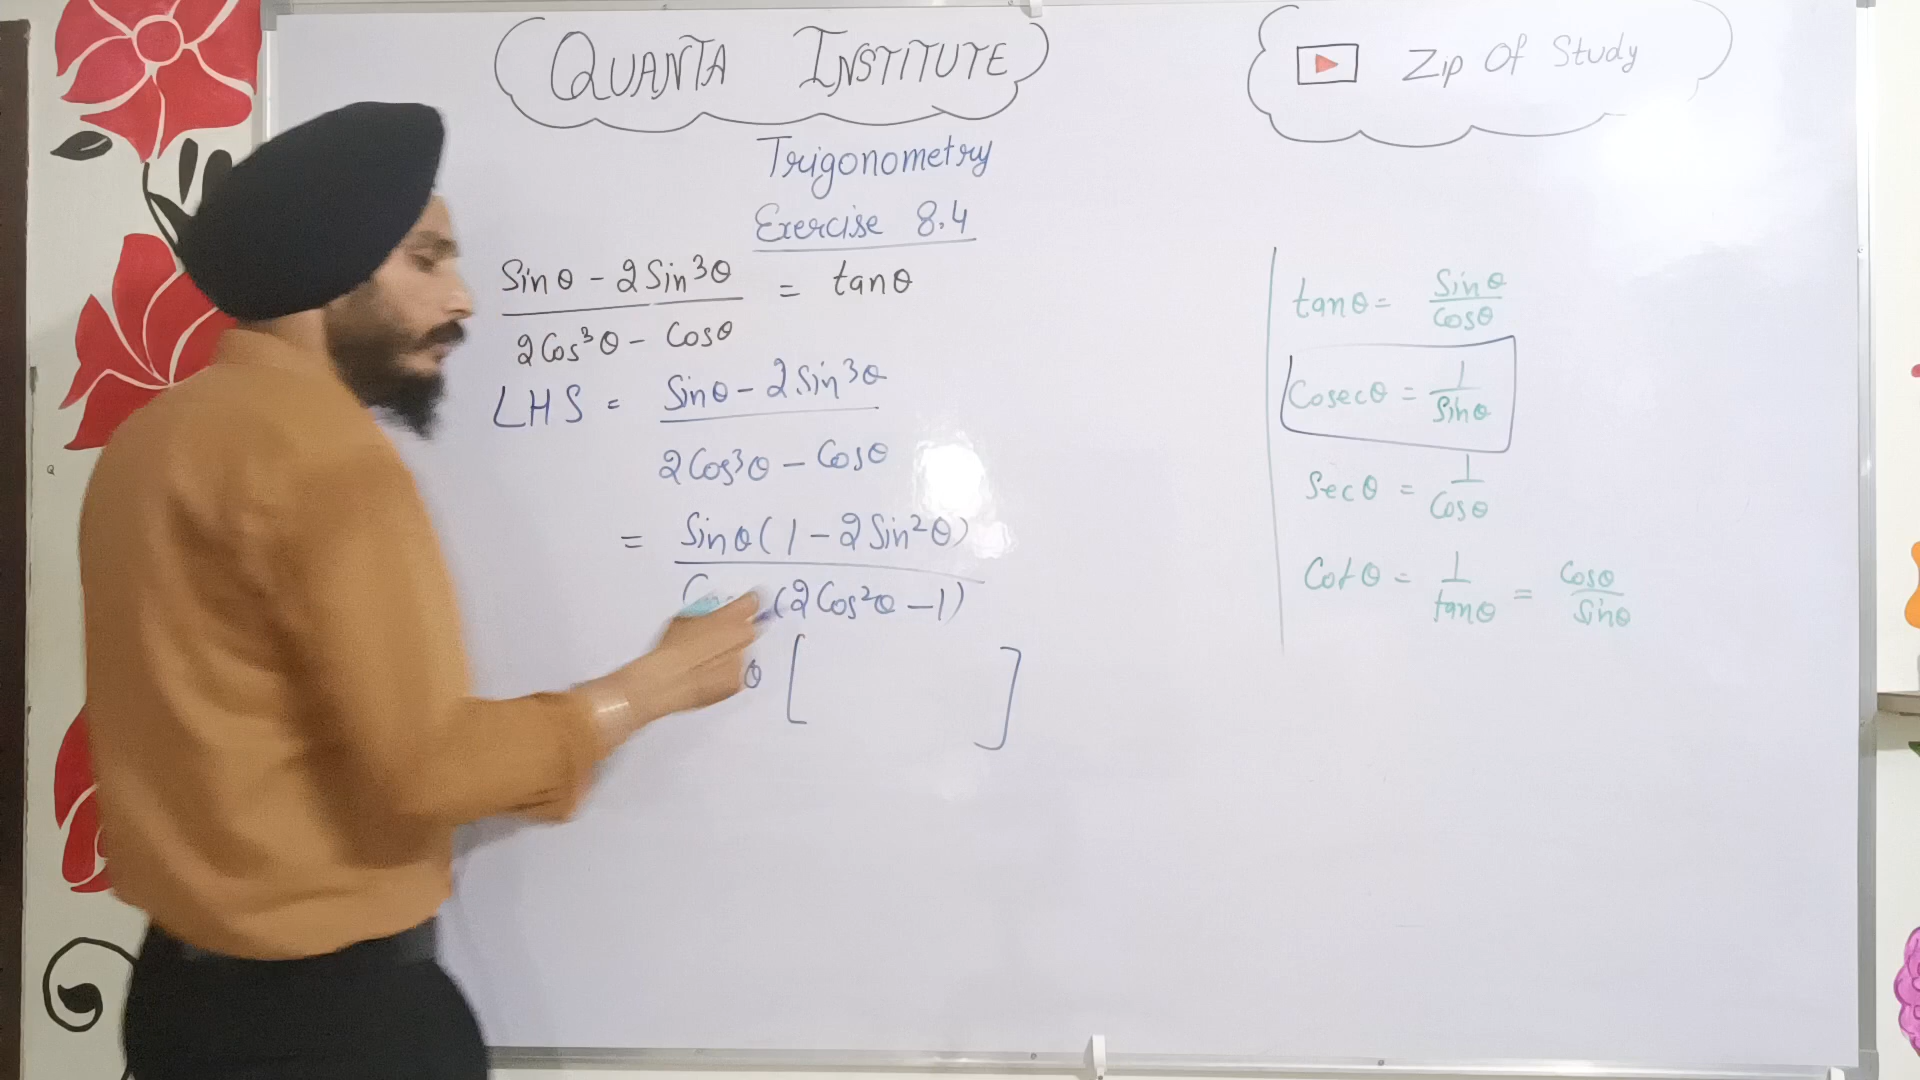 QUANTA INSTITUTE
Zip Of Study
Trigonometry
Exercise 8.4
Sinθ - 2Sin³θ / 2Cos³θ - Cosθ = tanθ
LHS = Sinθ - 2Sin³θ / 2Cos³θ - Cosθ
= Sinθ(1 - 2Sin²θ) / (2Cos²θ - 1)
θ [ ]
tanθ = Sinθ / Cosθ
Cosecθ = 1 / Sinθ
Secθ = 1 / Cosθ
Cotθ = 1 / tanθ = Cosθ / Sinθ